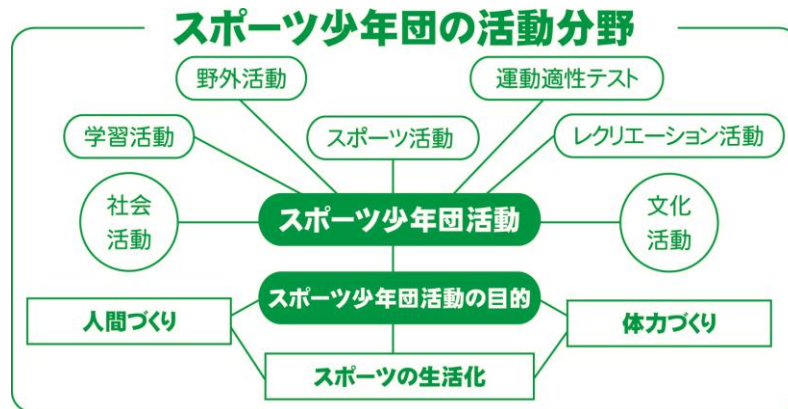 スポーツ少年団の活動分野
野外活動
運動適性テスト
学習活動
スポーツ活動
レクリエーション活動
社会
活動
スポーツ少年団活動
文化
活動
スポーツ少年団活動の目的
人間づくり
体力づくり
スポーツの生活化